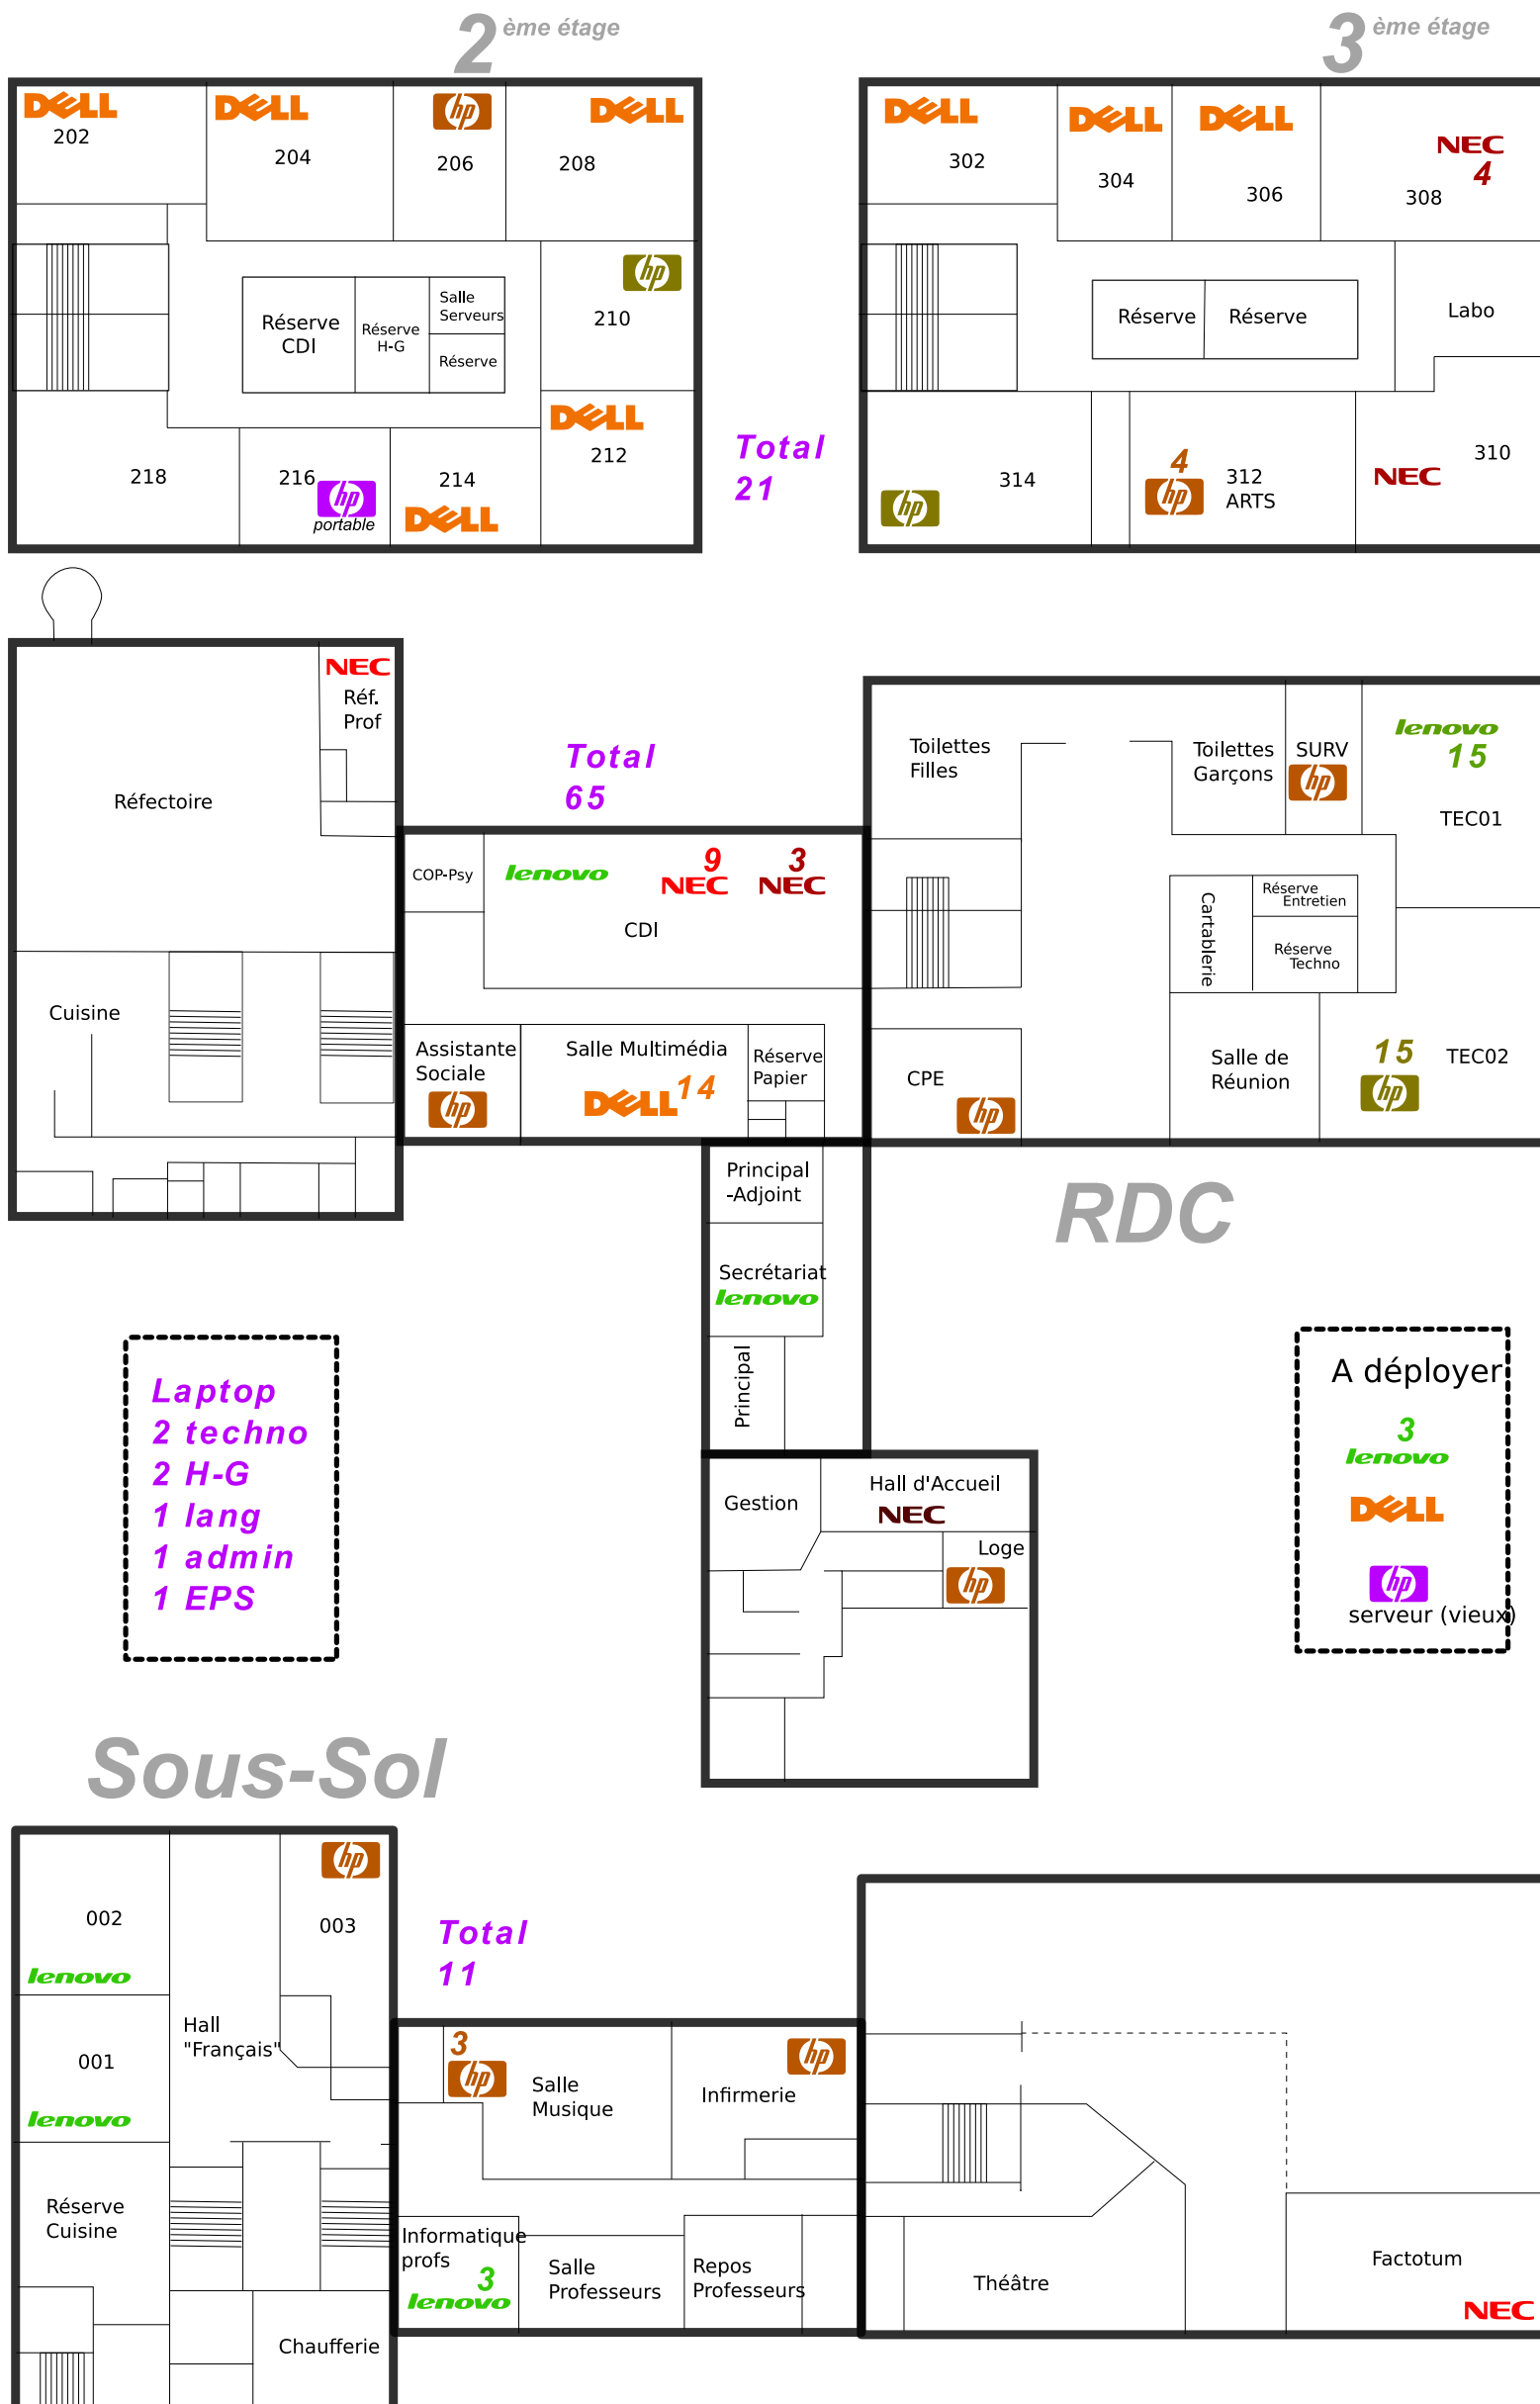 2 ème étage
3 ème étage
DELL
202
DELL
204
hp
206
DELL
208
DELL
302
DELL
304
DELL
306
NEC
4
308
Réserve
CDI
Réserve
H-G
Salle
Serveurs
Réserve
hp
210
Réserve
Réserve
Labo
218
216
hp
portable
214
DELL
DELL
212
Total
21
314
hp
4
hp
312
ARTS
NEC
310
NEC
Réf.
Prof
Réfectoire
Total
65
Toilettes
Filles
Toilettes
Garçons
SURV
hp
lenovo
15
TEC01
COP-Psy
lenovo
9
NEC
3
NEC
CDI
Cartablerie
Réserve
Entretien
Réserve
Techno
Cuisine
Assistante
Sociale
hp
Salle Multimédia
DELL 14
Réserve
Papier
CPE
hp
Salle de
Réunion
15
hp
TEC02
Principal
-Adjoint
RDC
Secrétariat
lenovo
Principal
Laptop
2 techno
2 H-G
1 lang
1 admin
1 EPS
A déployer
3
lenovo
DELL
hp
serveur (vieux)
Gestion
Hall d'Accueil
NEC
Loge
hp
Sous-Sol
002
lenovo
hp
003
Total
11
Hall
"Français"
001
lenovo
3
hp
Salle
Musique
Infirmerie
hp
Réserve
Cuisine
Informatique
profs
3
lenovo
Salle
Professeurs
Repos
Professeurs
Théâtre
Factotum
NEC
Chaufferie